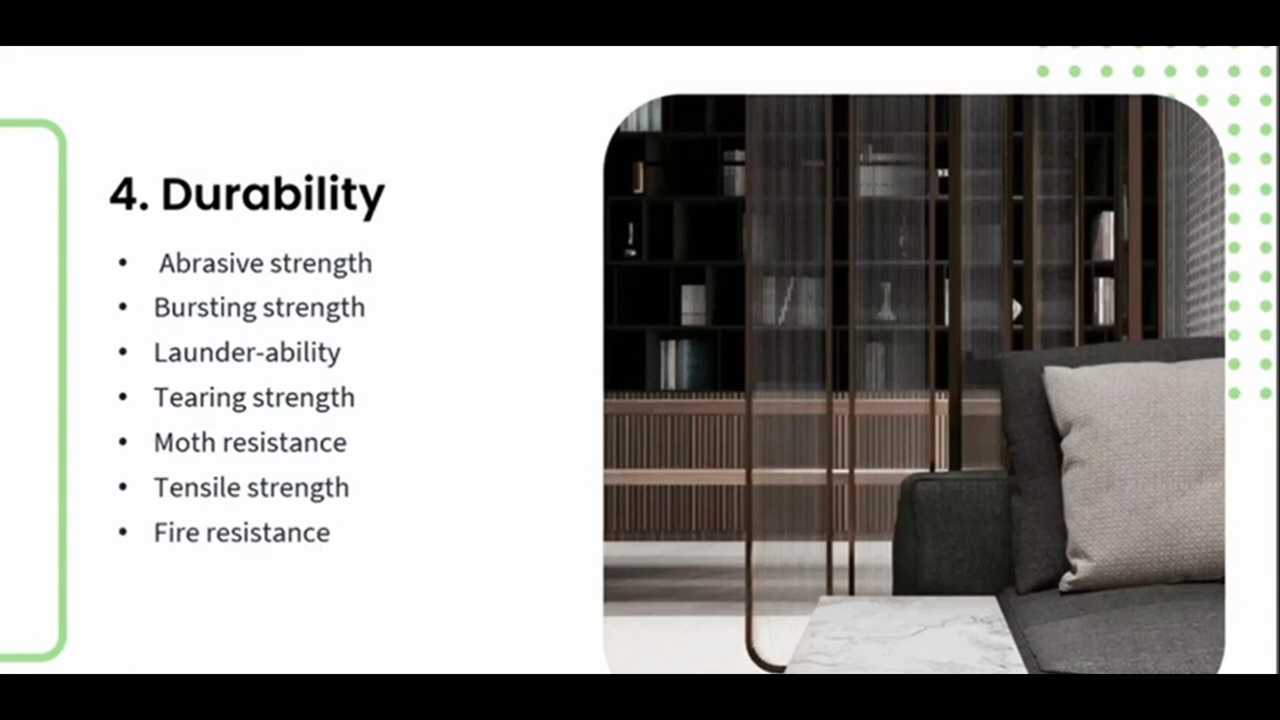 4. Durability
• Abrasive strength
• Bursting strength
• Launder-ability
• Tearing strength
• Moth resistance
• Tensile strength
• Fire resistance